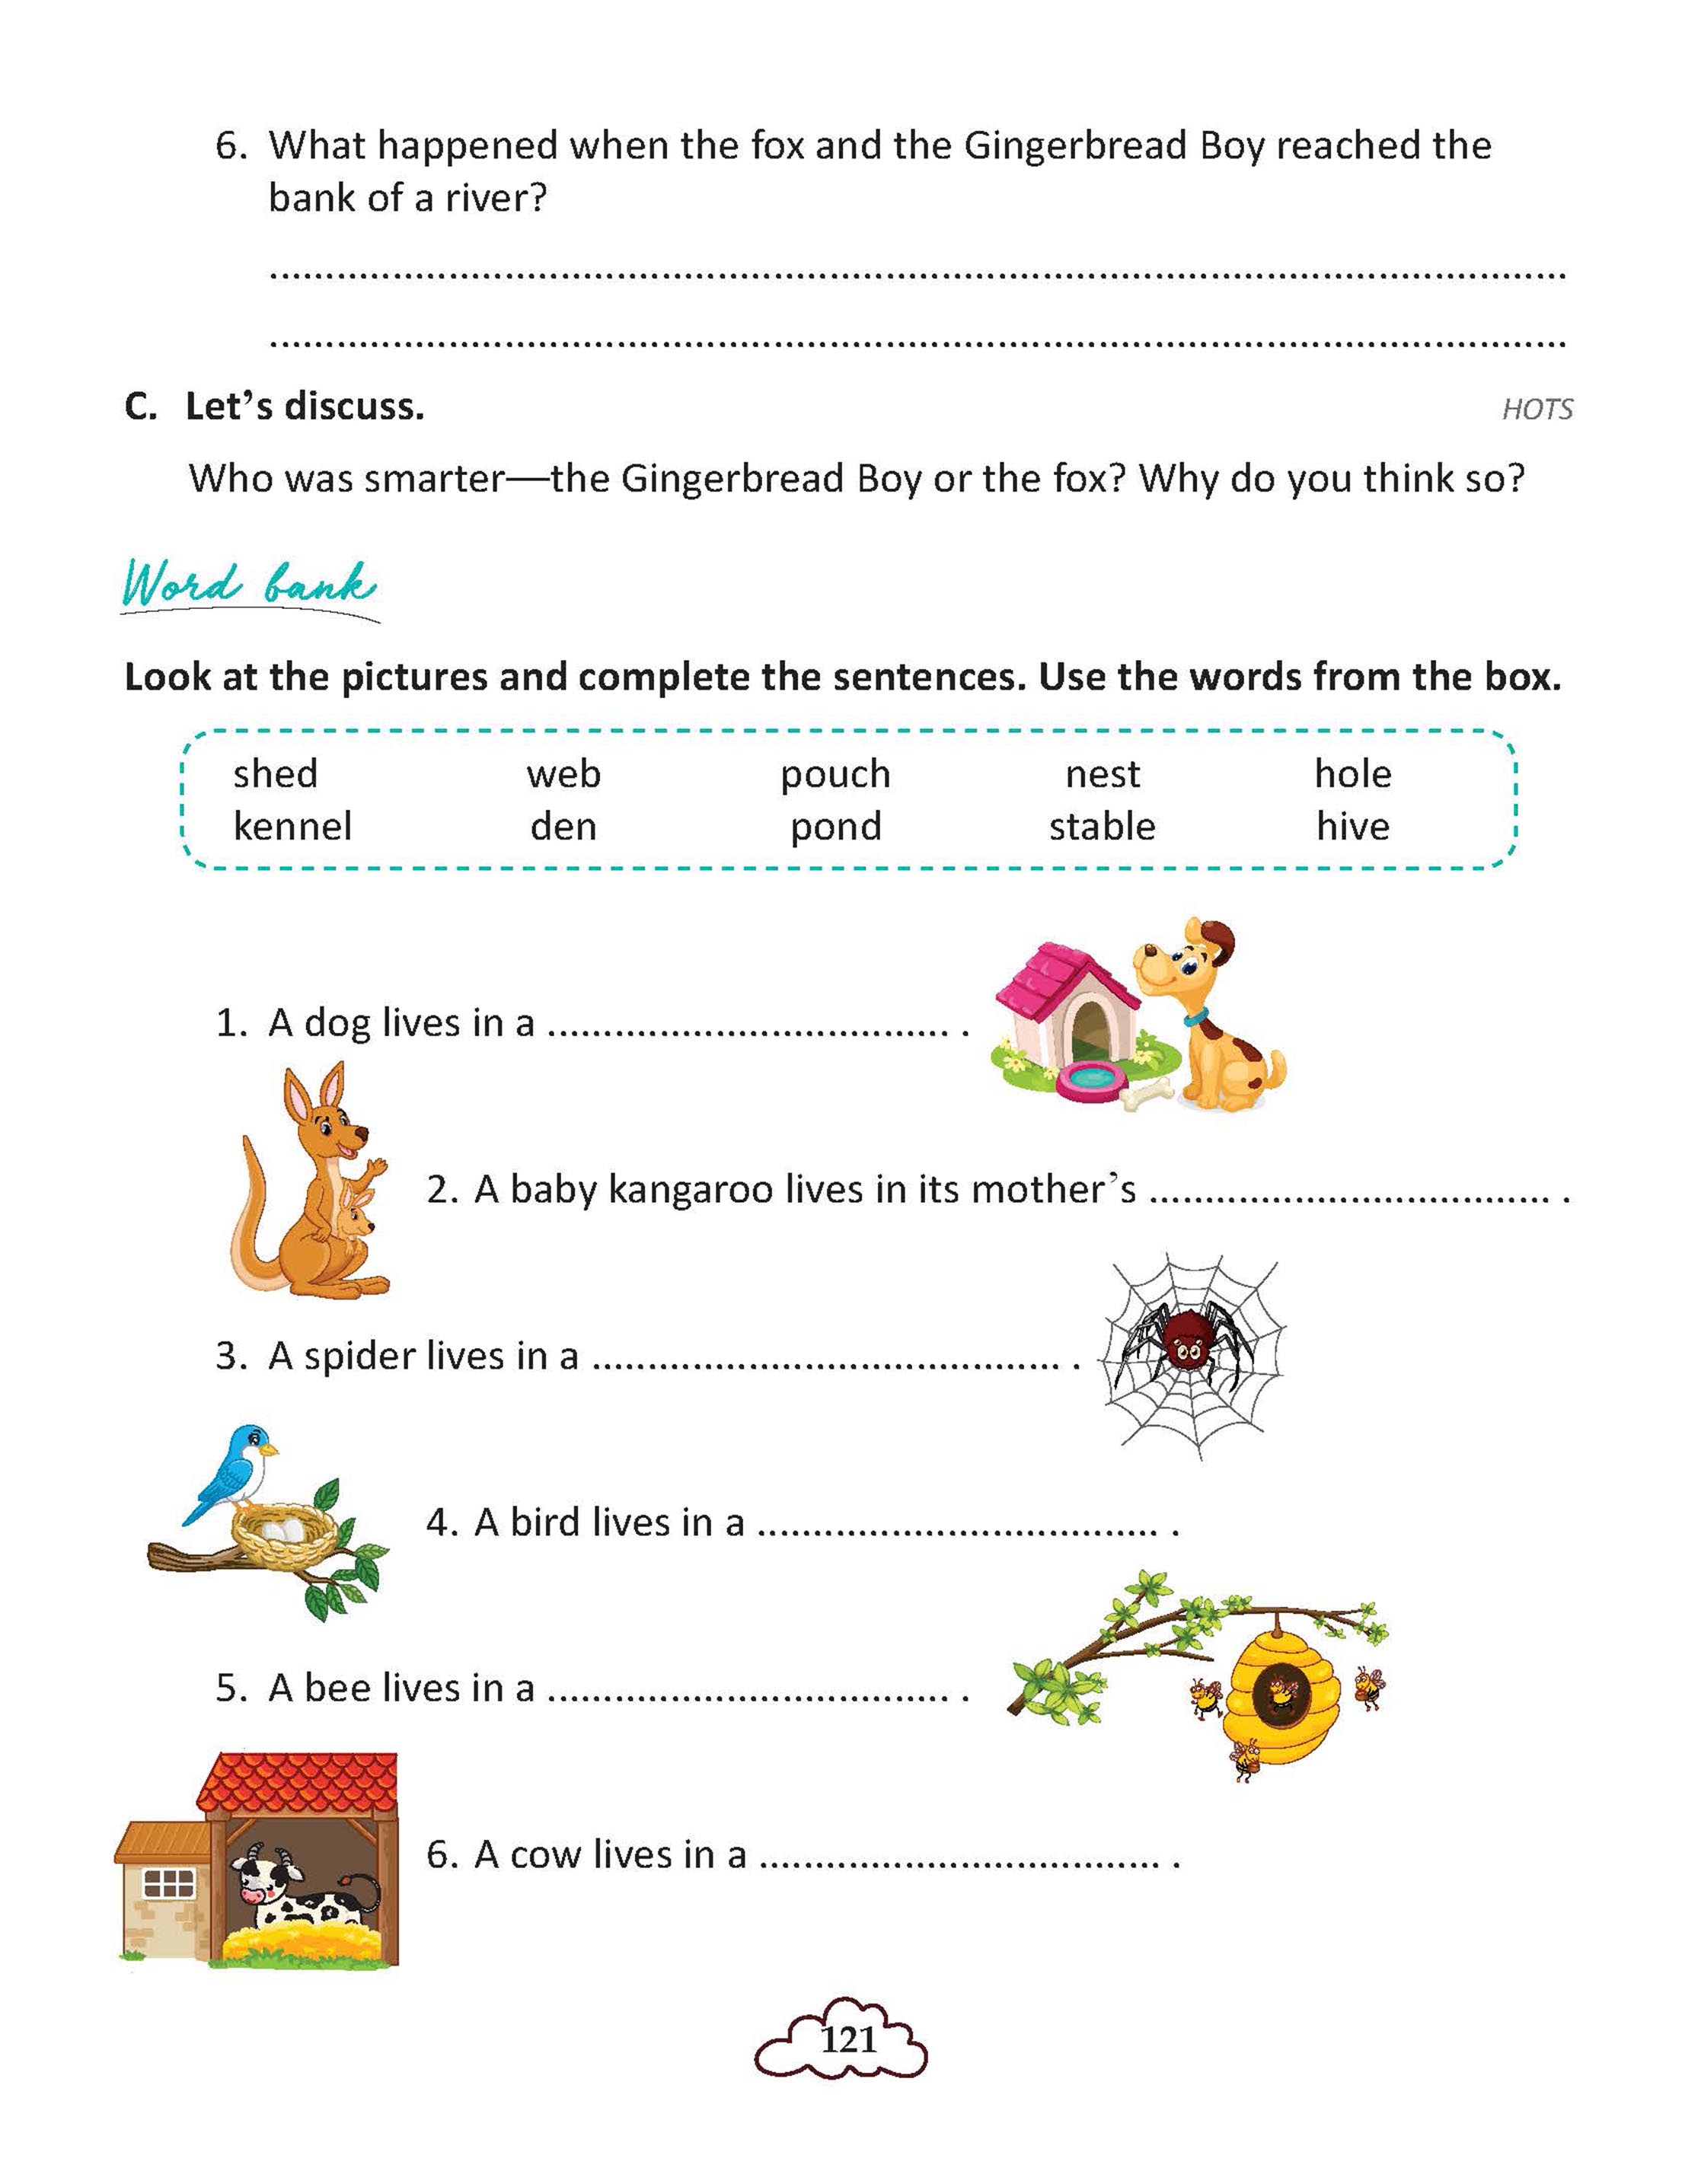 6. What happened when the fox and the Gingerbread Boy reached the
bank of a river?
....................................................................................................................
....................................................................................................................
C. Let’s discuss. HOTS
Who was smarter—the Gingerbread Boy or the fox? Why do you think so?
Word bank
Look at the pictures and complete the sentences. Use the words from the box.
shed web pouch nest hole
kennel den pond stable hive
1. A dog lives in a .................................... .
2. A baby kangaroo lives in its mother’s .................................... .
3. A spider lives in a .......................................... .
4. A bird lives in a .................................... .
5. A bee lives in a .................................... .
6. A cow lives in a .................................... .
121